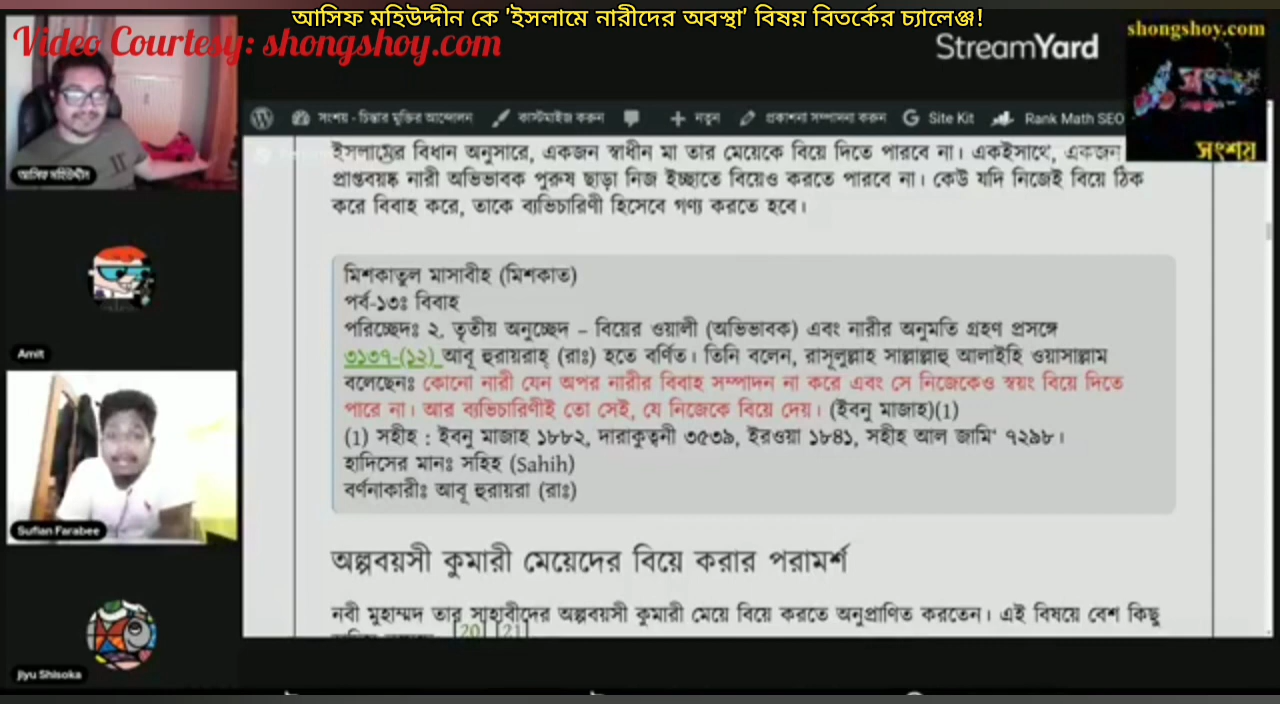 আসিফ মহিউদ্দীন কে 'ইসলামে নারীদের অবস্থা' বিষয় বিতর্কের চ্যালেঞ্জ!
Video Courtesy: shongshoy.com
StreamYard
shongshoy.com
সংশয়
সংশয় - চিন্তার মুক্তির আন্দোলন কাস্টমাইজ করুন নতুন প্রকাশনা সম্পাদনা করুন Site Kit Rank Math SEO
ইসলামের বিধান অনুসারে, একজন স্বাধীন মা তার মেয়েকে বিয়ে দিতে পারবে না। একইসাথে, একজন
প্রাপ্তবয়ষ্ক নারী অভিভাবক পুরুষ ছাড়া নিজ ইচ্ছাতে বিয়েও করতে পারবে না। কেউ যদি নিজেই বিয়ে ঠিক
করে বিবাহ করে, তাকে ব্যভিচারিণী হিসেবে গণ্য করতে হবে।
মিশকাতুল মাসাবীহ (মিশকাত)
পর্ব-১৩ঃ বিবাহ
পরিচ্ছেদঃ ২. তৃতীয় অনুচ্ছেদ – বিয়ের ওয়ালী (অভিভাবক) এবং নারীর অনুমতি গ্রহণ প্রসঙ্গে
৩১৩৭-(১২) আবূ হুরায়রাহ্ (রাঃ) হতে বর্ণিত। তিনি বলেন, রাসূলুল্লাহ সাল্লাল্লাহু আলাইহি ওয়াসাল্লাম
বলেছেনঃ কোনো নারী যেন অপর নারীর বিবাহ সম্পাদন না করে এবং সে নিজেকেও স্বয়ং বিয়ে দিতে
পারে না। আর ব্যভিচারিণীই তো সেই, যে নিজেকে বিয়ে দেয়। (ইবনু মাজাহ)(1)
(1) সহীহ : ইবনু মাজাহ ১৮৮২, দারাকুত্বনী ৩৫৩৯, ইরওয়া ১৮৪১, সহীহ আল জামি‘ ৭২৯৮।
হাদিসের মানঃ সহিহ (Sahih)
বর্ণনাকারীঃ আবূ হুরায়রা (রাঃ)
অল্পবয়সী কুমারী মেয়েদের বিয়ে করার পরামর্শ
নবী মুহাম্মদ তার সাহাবীদের অল্পবয়সী কুমারী মেয়ে বিয়ে করতে অনুপ্রাণিত করতেন। এই বিষয়ে বেশ কিছু
[20] [21]
আসিফ মহিউদ্দীন
Amit
Sufian Farabee
Jiyu Shisoka